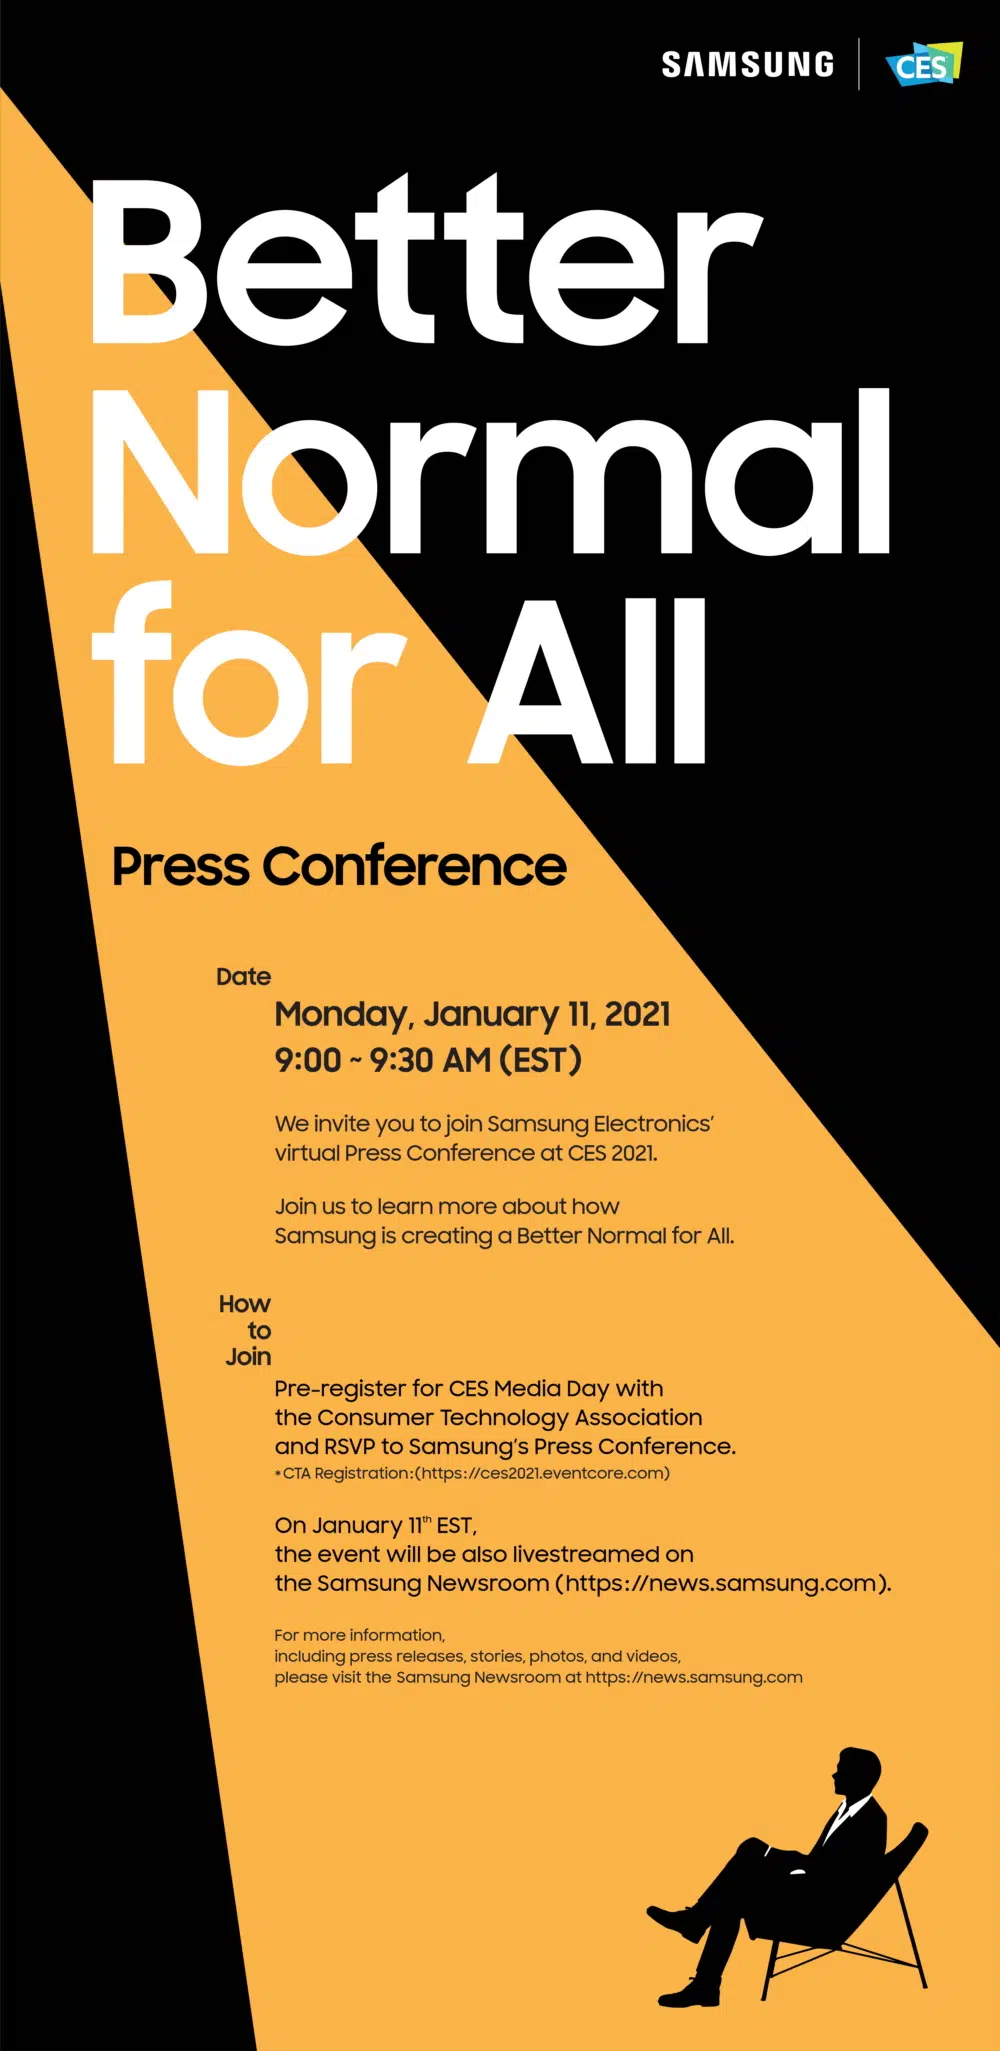 SAMSUNG CES
Better
Normal
for All
Press Conference
Date
Monday, January 11, 2021
9:00 ~ 9:30 AM (EST)
We invite you to join Samsung Electronics’
virtual Press Conference at CES 2021.
Join us to learn more about how
Samsung is creating a Better Normal for All.
How
to
Join
Pre-register for CES Media Day with
the Consumer Technology Association
and RSVP to Samsung’s Press Conference.
*CTA Registration:(https://ces2021.eventcore.com)
On January 11th EST,
the event will be also livestreamed on
the Samsung Newsroom (https://news.samsung.com).
For more information,
including press releases, stories, photos, and videos,
please visit the Samsung Newsroom at https://news.samsung.com